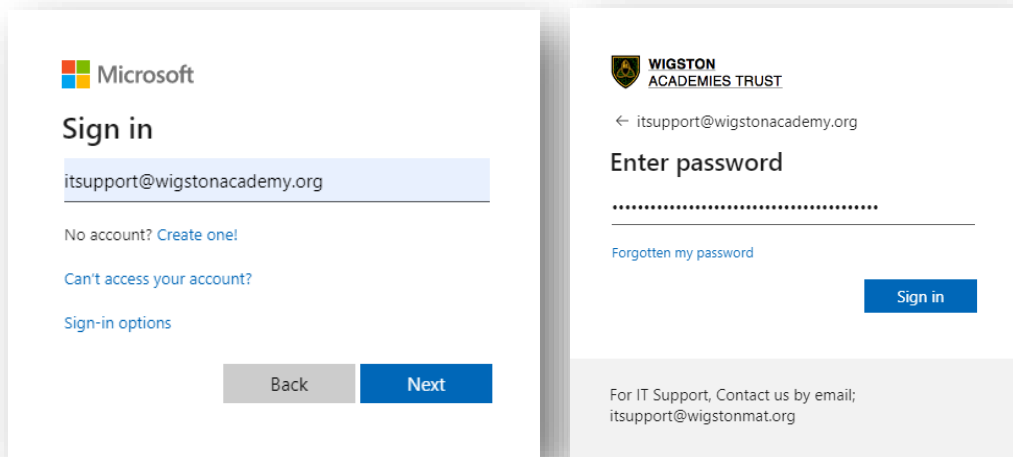 Microsoft
Sign in
itsupport@wigstonacademy.org
No account? Create one!
Can't access your account?
Sign-in options
Back
Next
WIGSTON
ACADEMIES TRUST
← itsupport@wigstonacademy.org
Enter password
••••••••••••••••••••••••••••••••••••••••••
Forgotten my password
Sign in
For IT Support, Contact us by email;
itsupport@wigstonmat.org